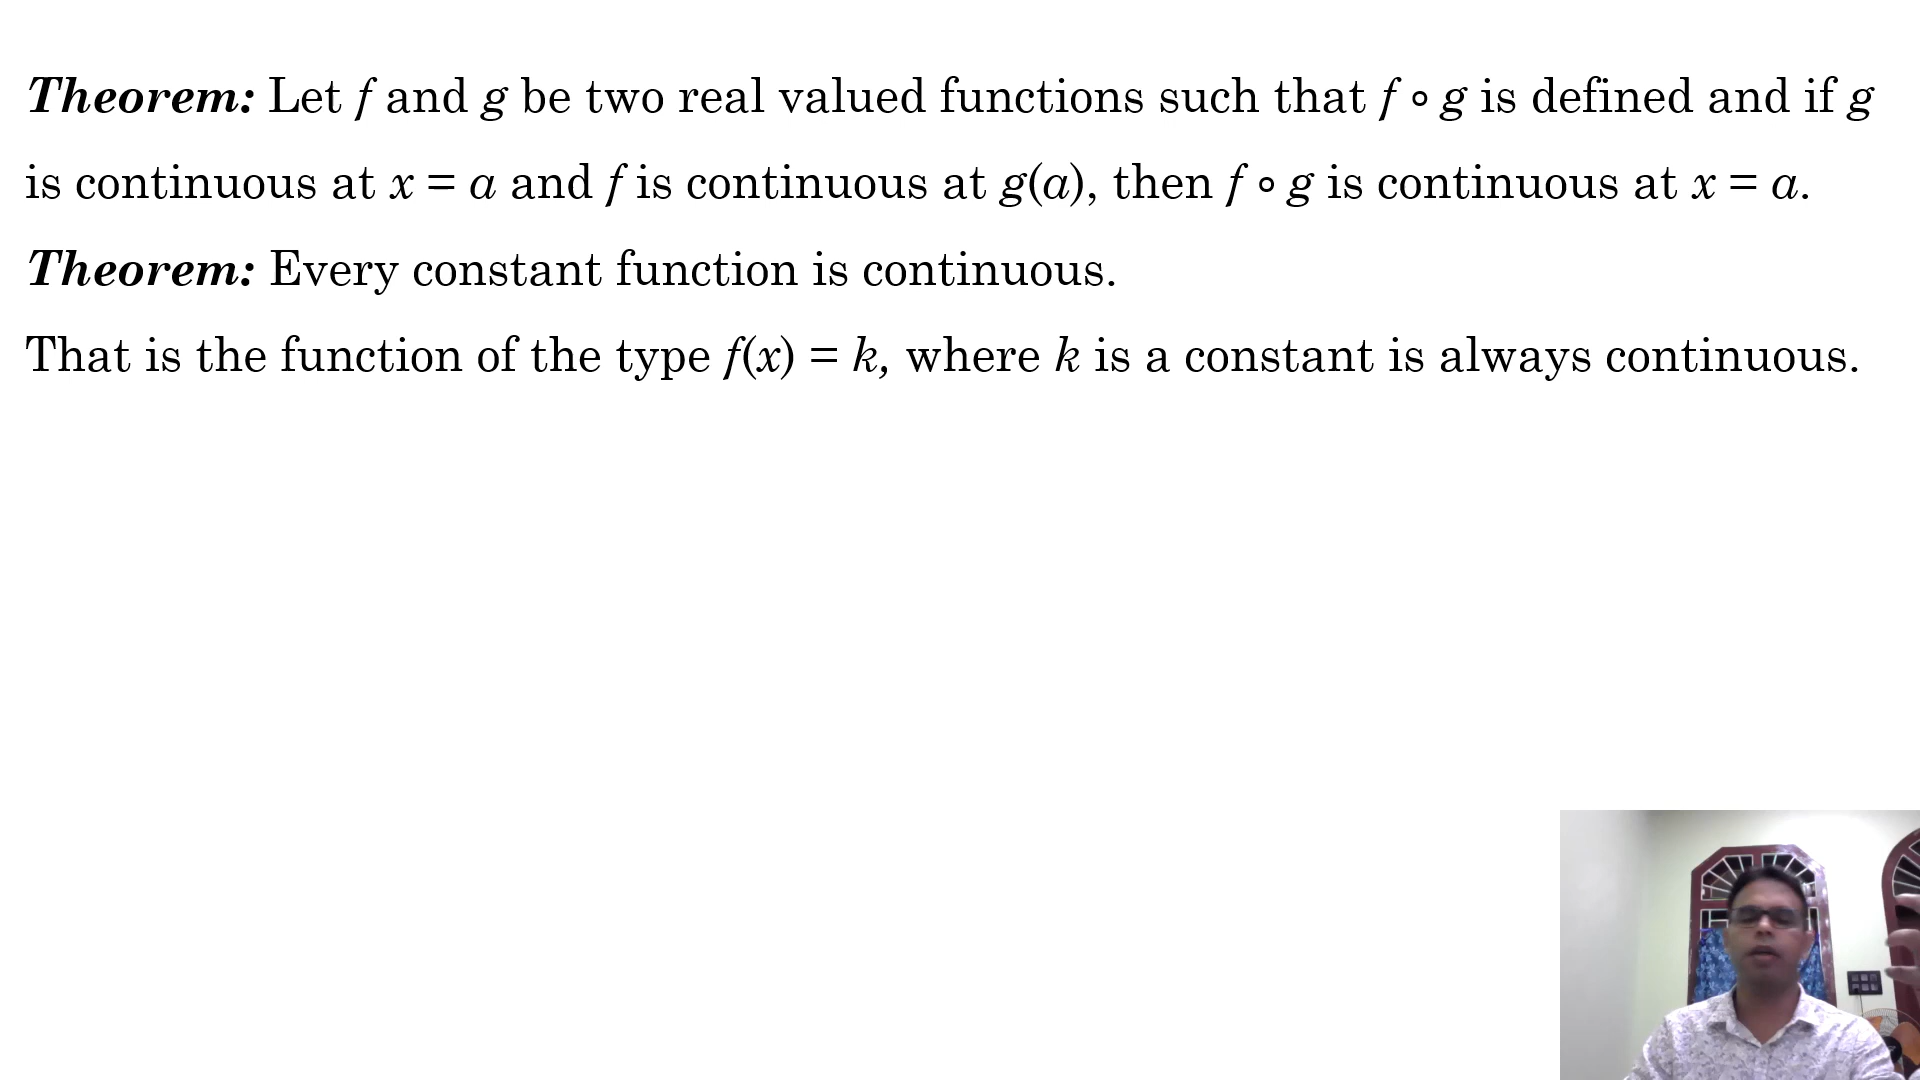 Theorem: Let f and g be two real valued functions such that f ∘ g is defined and if g
is continuous at x = a and f is continuous at g(a), then f ∘ g is continuous at x = a.
Theorem: Every constant function is continuous.
That is the function of the type f(x) = k, where k is a constant is always continuous.